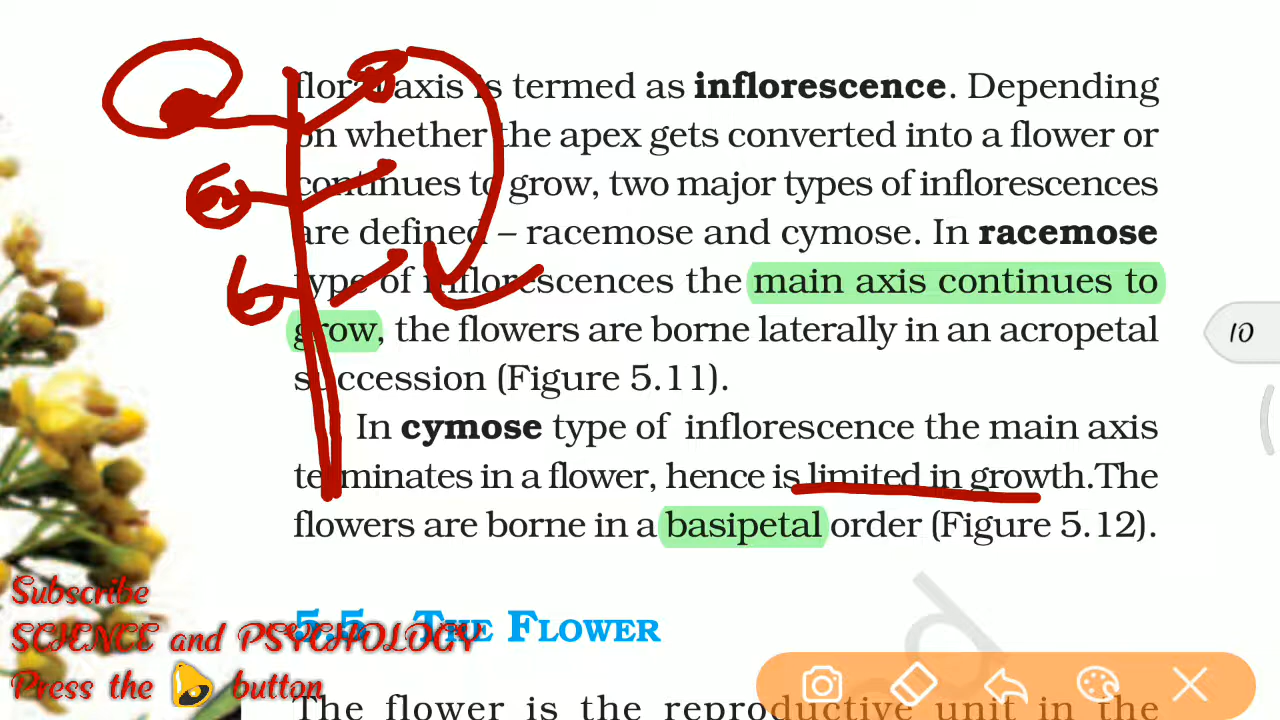 floral axis is termed as inflorescence. Depending
on whether the apex gets converted into a flower or
continues to grow, two major types of inflorescences
are defined – racemose and cymose. In racemose
type of inflorescences the main axis continues to
grow, the flowers are borne laterally in an acropetal
succession (Figure 5.11).
In cymose type of inflorescence the main axis
terminates in a flower, hence is limited in growth.The
flowers are borne in a basipetal order (Figure 5.12).
10
5.5 THE FLOWER
Subscribe
SCIENCE and PSYCHOLOGY
Press the button
The flower is the reproductive unit in the